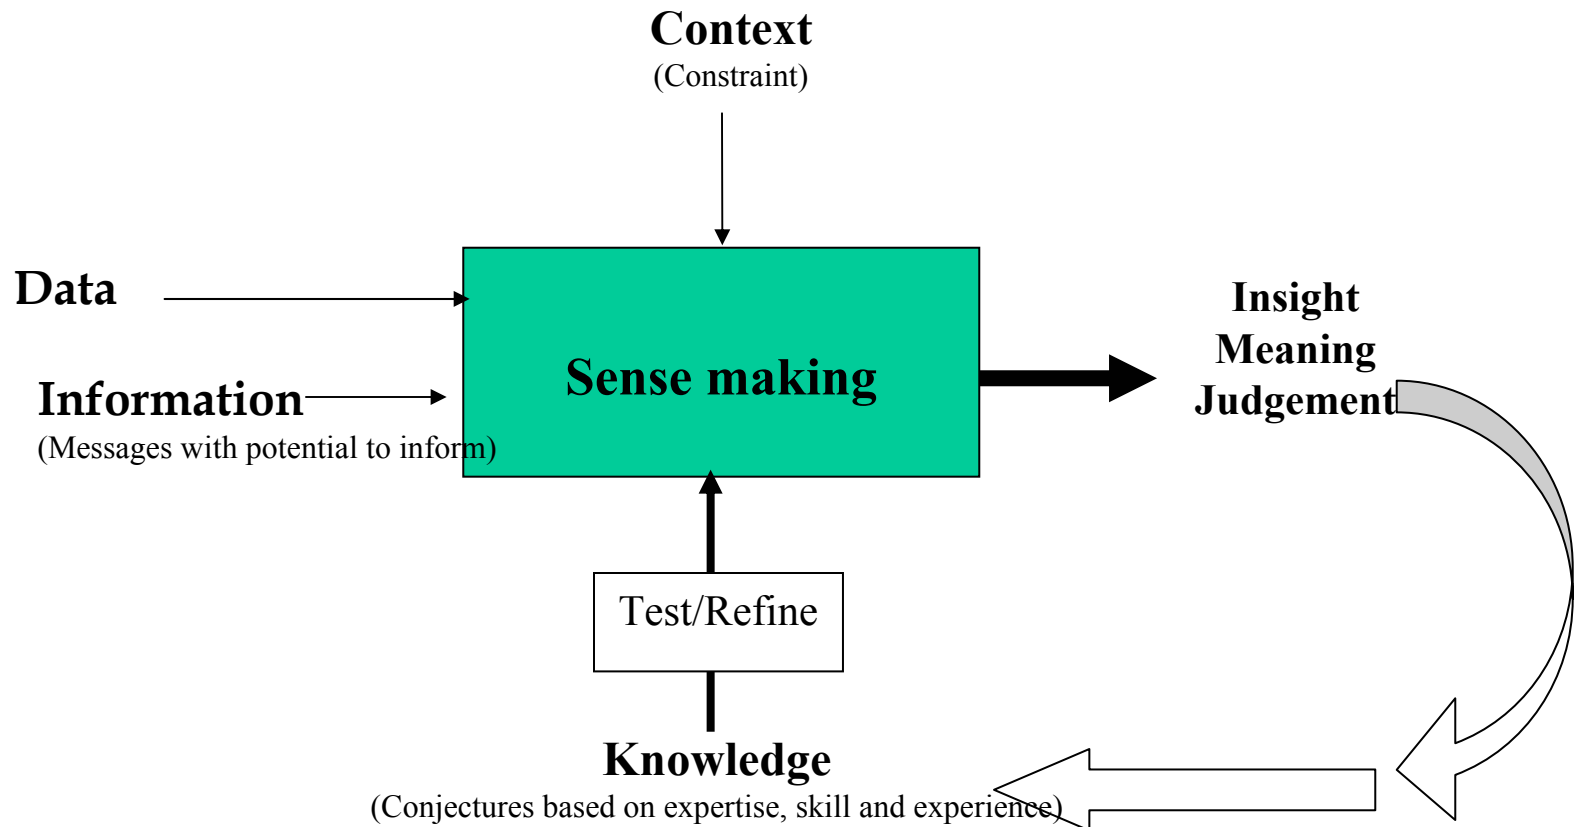 Context
(Constraint)
Data
Information
(Messages with potential to inform)
Sense making
Insight
Meaning
Judgement
Test/Refine
Knowledge
(Conjectures based on expertise, skill and experience)